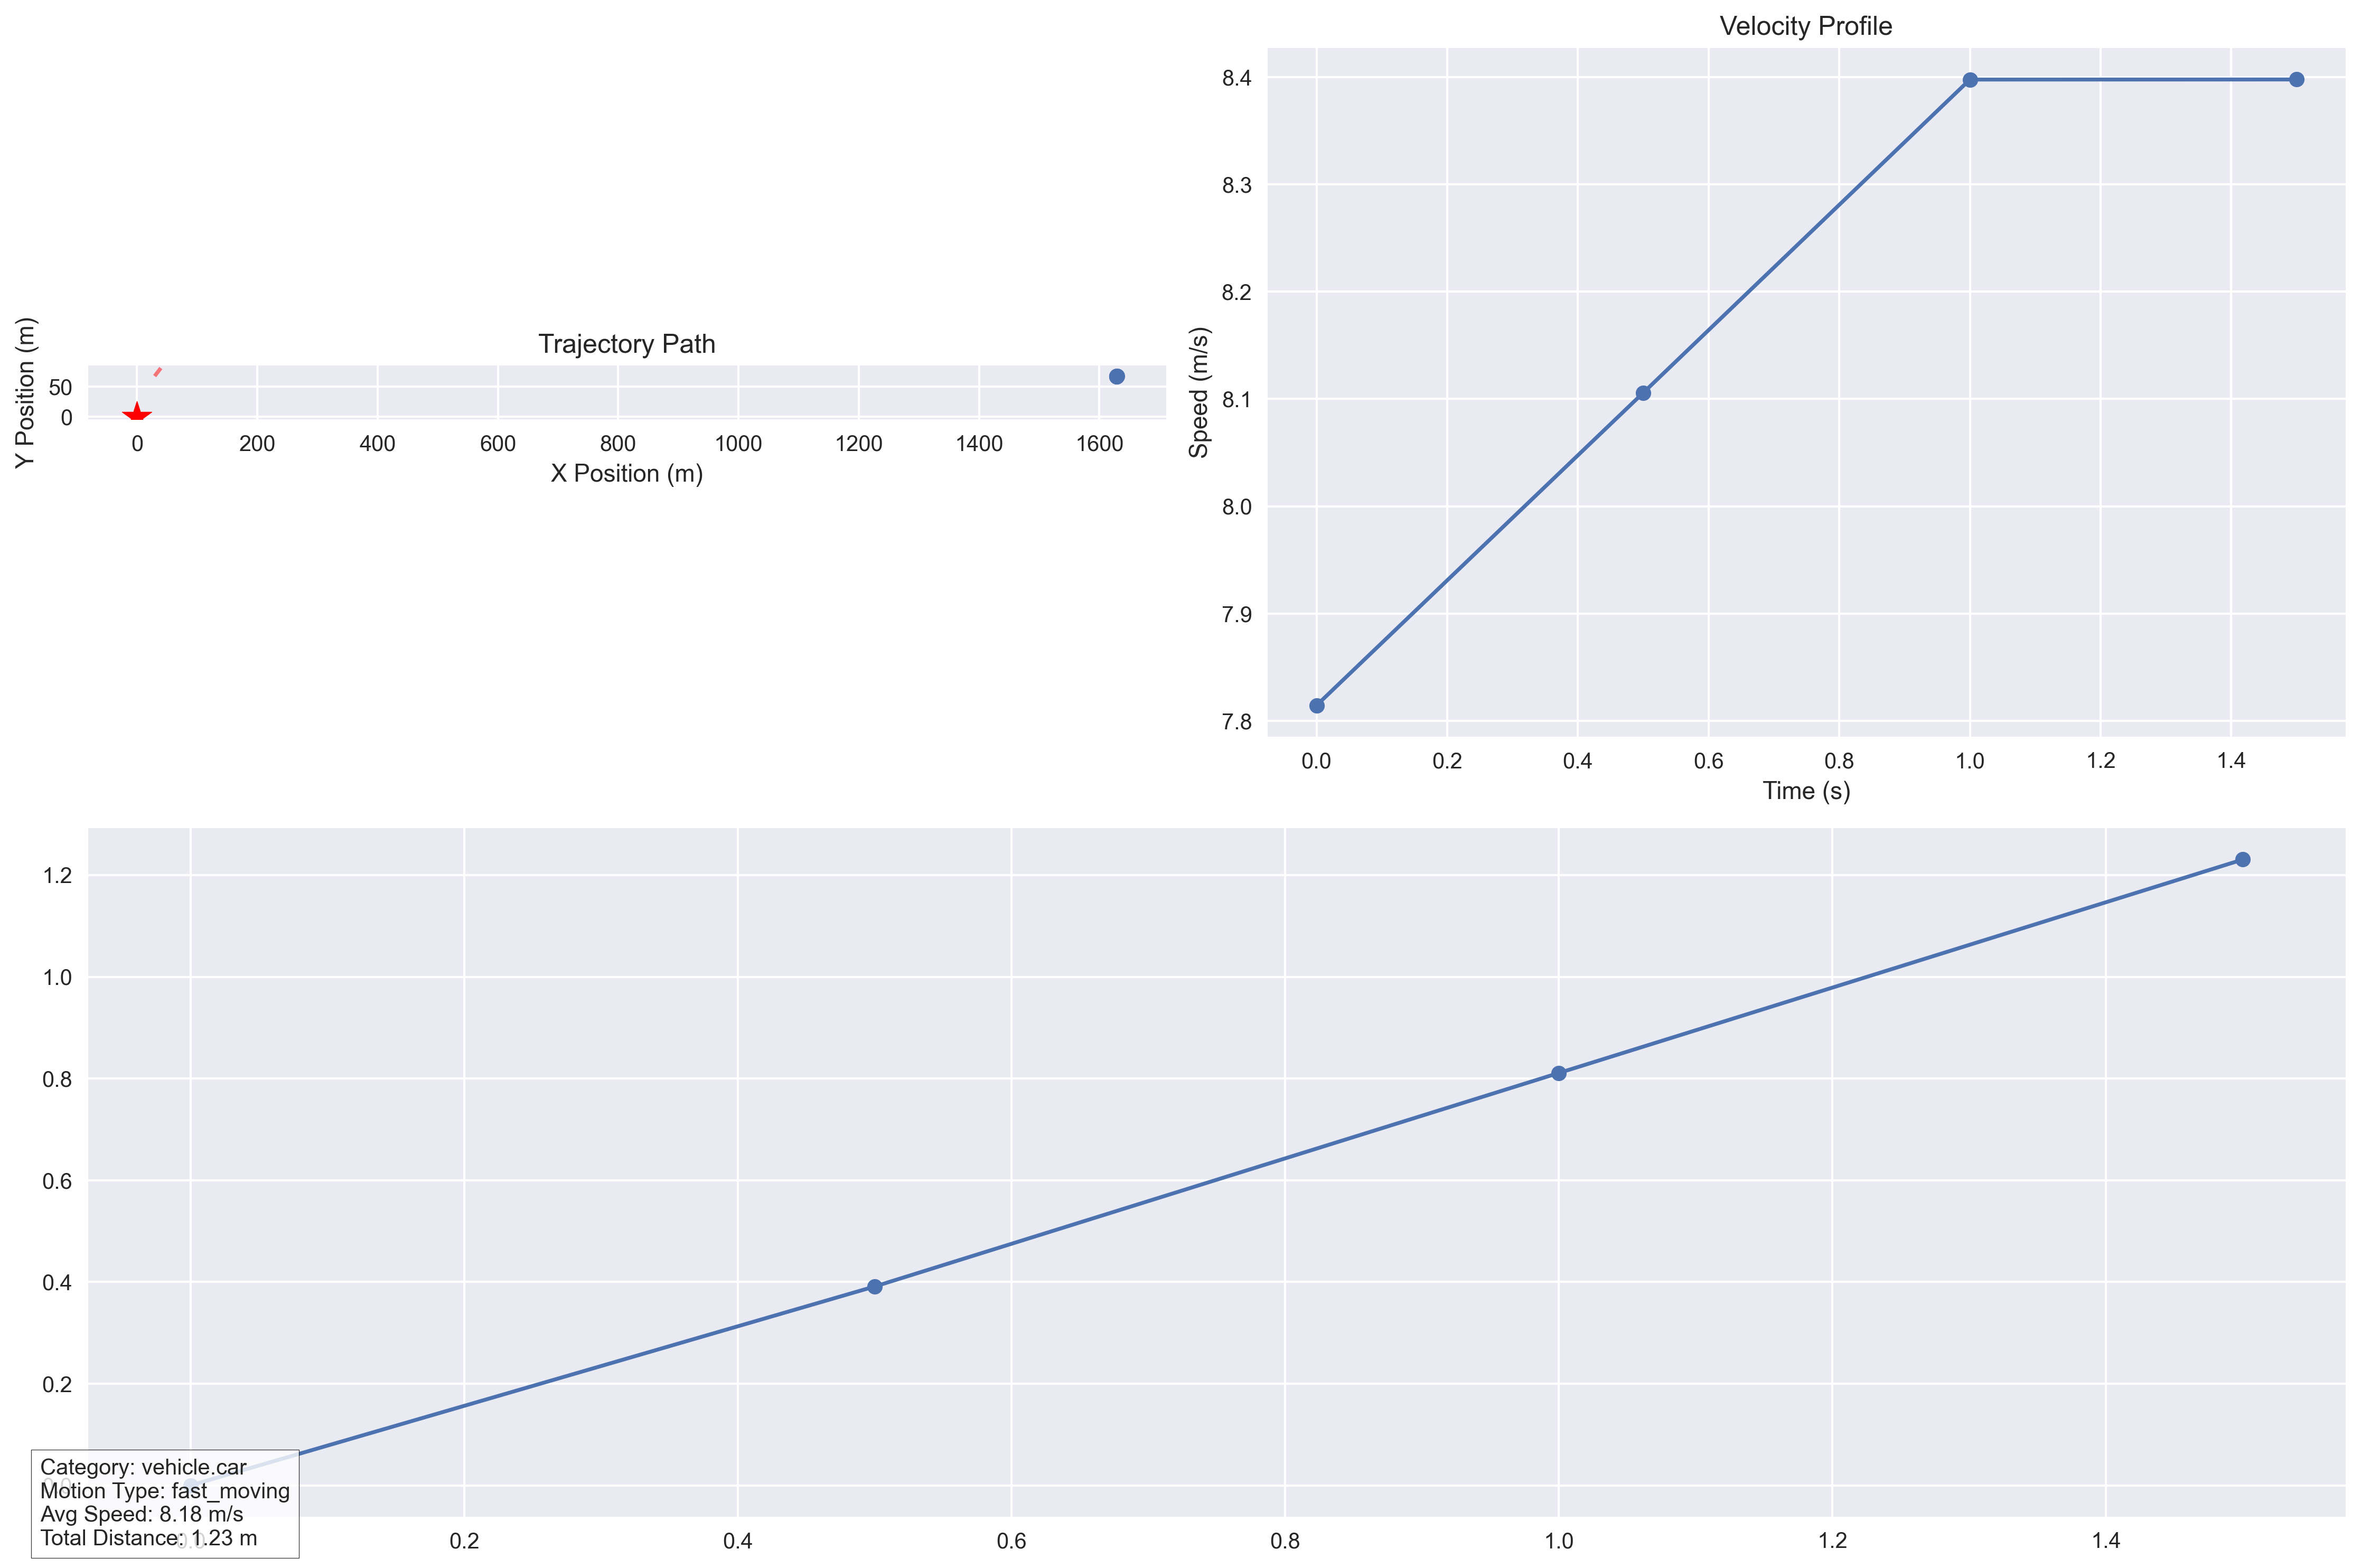 Trajectory Path
Y Position (m)
50
0
0 200 400 600 800 1000 1200 1400 1600
X Position (m)
Velocity Profile
Speed (m/s)
8.4
8.3
8.2
8.1
8.0
7.9
7.8
0.0 0.2 0.4 0.6 0.8 1.0 1.2 1.4
Time (s)
1.2
1.0
0.8
0.6
0.4
0.2
0.0
Category: vehicle.car
Motion Type: fast_moving
Avg Speed: 8.18 m/s
Total Distance: 1.23 m
0.0 0.2 0.4 0.6 0.8 1.0 1.2 1.4